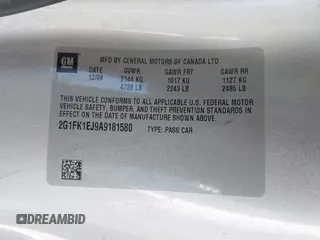 GM
MFD BY GENERAL MOTORS OF CANADA LTD.
DATE GVWR GAWR FRT GAWR RR
12/09 2144 KG 1017 KG 1127 KG
4728 LB 2243 LB 2485 LB
THIS VEHICLE CONFORMS TO ALL APPLICABLE U.S. FEDERAL MOTOR
VEHICLE SAFETY, BUMPER, AND THEFT PREVENTION STANDARDS IN
EFFECT ON THE DATE OF MANUFACTURE SHOWN ABOVE.
2G1FK1EJ9A9181580 TYPE: PASS CAR
DREAMBID